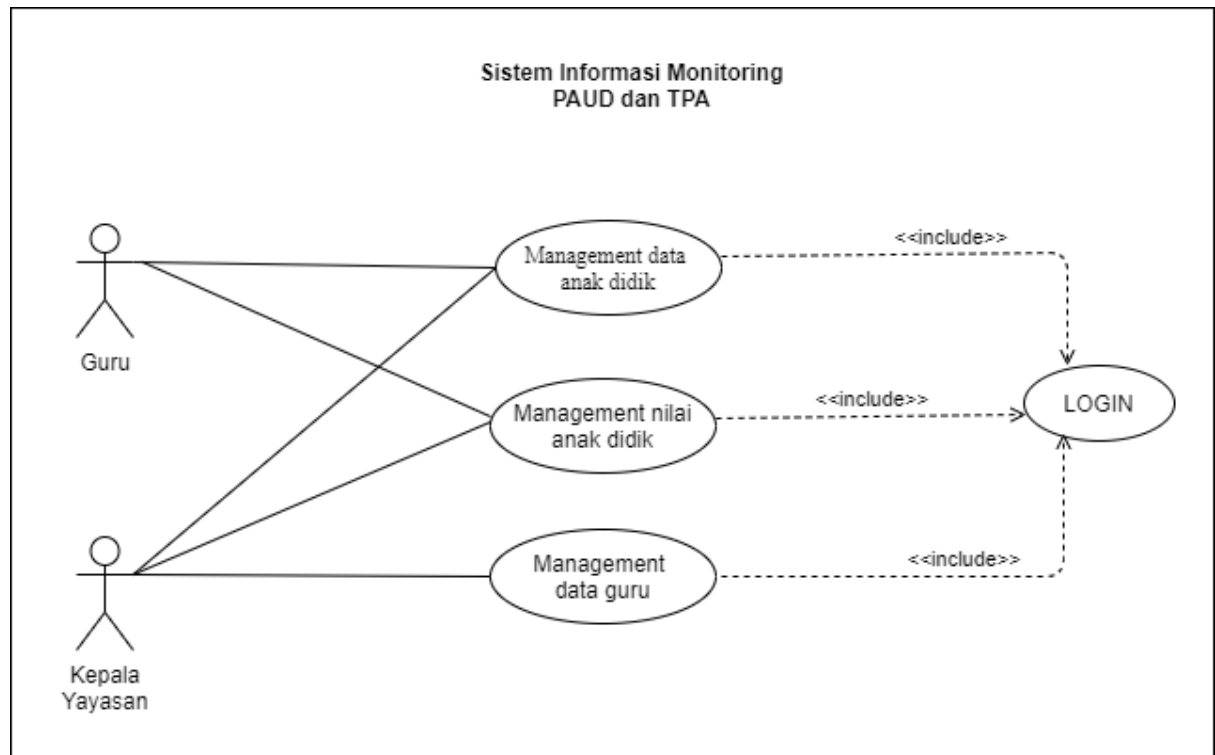 Sistem Informasi Monitoring
PAUD dan TPA
<<include>>
Management data
anak didik
Guru
<<include>>
LOGIN
Management nilai
anak didik
Management
data guru
<<include>>
Kepala
Yayasan